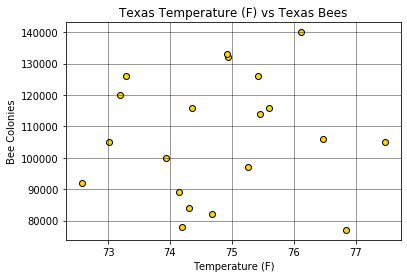 Texas Temperature (F) vs Texas Bees
140000
130000
120000
110000
100000
90000
80000
Bee Colonies
73 74 75 76 77
Temperature (F)